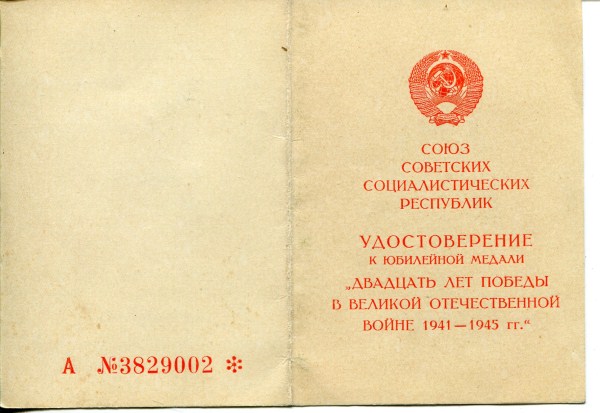 СОЮЗ
СОВЕТСКИХ
СОЦИАЛИСТИЧЕСКИХ
РЕСПУБЛИК
УДОСТОВЕРЕНИЕ
К ЮБИЛЕЙНОЙ МЕДАЛИ
„ДВАДЦАТЬ ЛЕТ ПОБЕДЫ
В ВЕЛИКОЙ ОТЕЧЕСТВЕННОЙ
ВОЙНЕ 1941—1945 гг.“
А №3829002 ✻